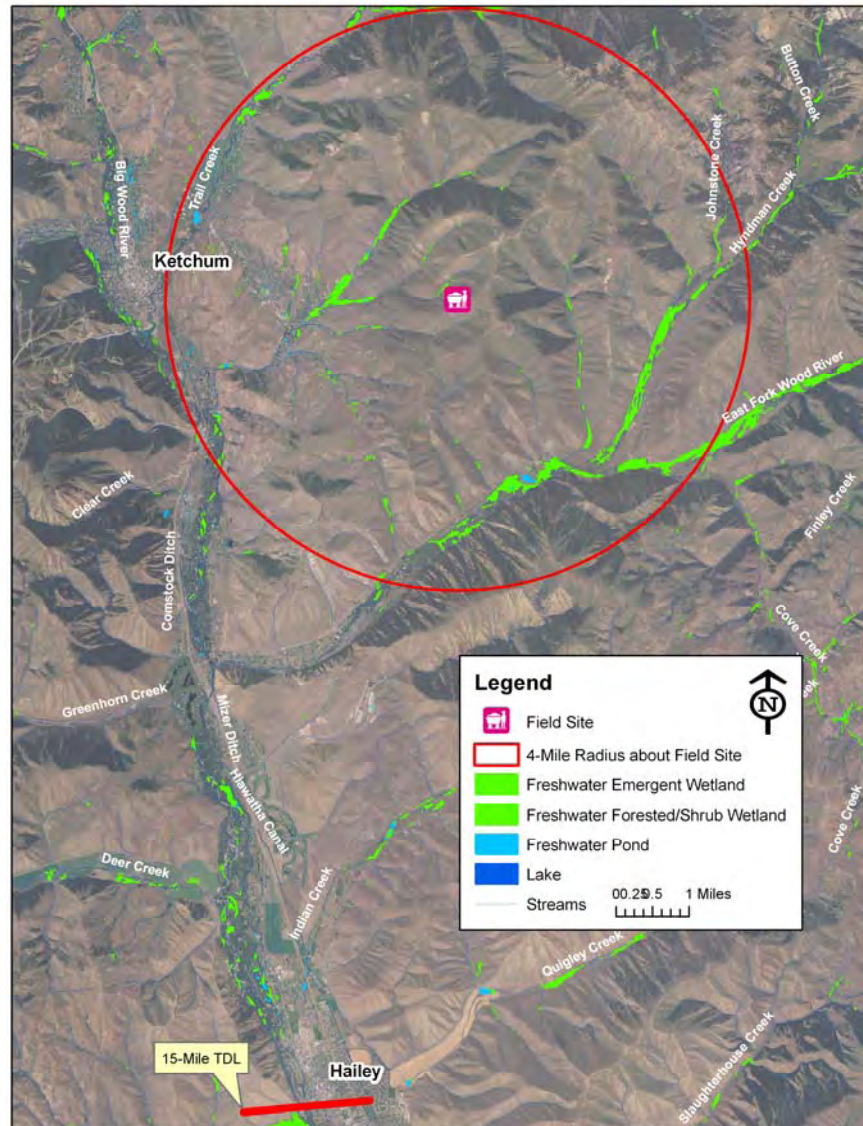 Button Creek
Johnstone Creek
Hyndman Creek
Big Wood River
Trail Creek
Ketchum
East Fork Wood River
Clear Creek
Finley Creek
Comstock Ditch
Cove Creek
Greenhorn Creek
Mizer Ditch
Hiawatha Canal
Cove Creek
Deer Creek
Indian Creek
Quigley Creek
Slaughterhouse Creek
15-Mile TDL
Hailey
Legend
N
Field Site
4-Mile Radius about Field Site
Freshwater Emergent Wetland
Freshwater Forested/Shrub Wetland
Freshwater Pond
Lake
Streams
00.250.5 1 Miles